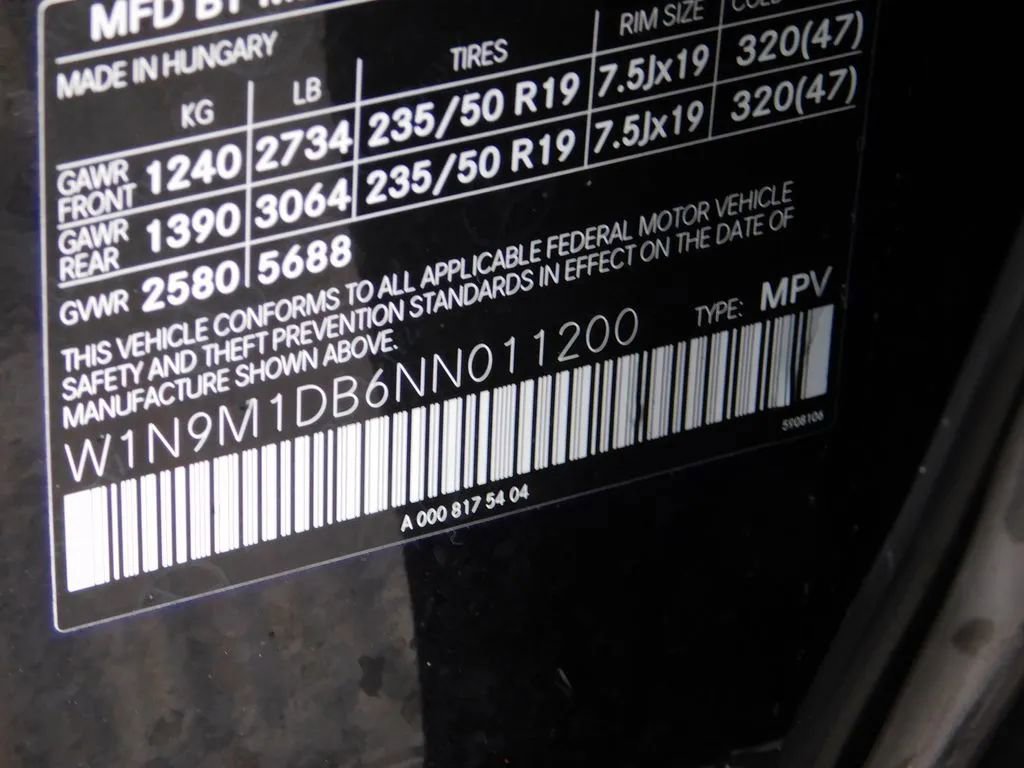 MFD BY
MADE IN HUNGARY
KG LB TIRES RIM SIZE
GAWR FRONT 1240 2734 235/50 R19 7.5Jx19 320(47)
GAWR REAR 1390 3064 235/50 R19 7.5Jx19 320(47)
GVWR 2580 5688
THIS VEHICLE CONFORMS TO ALL APPLICABLE FEDERAL MOTOR VEHICLE
SAFETY AND THEFT PREVENTION STANDARDS IN EFFECT ON THE DATE OF
MANUFACTURE SHOWN ABOVE.
W1N9M1DB6NN011200 TYPE: MPV
5908106
A 000 817 54 04